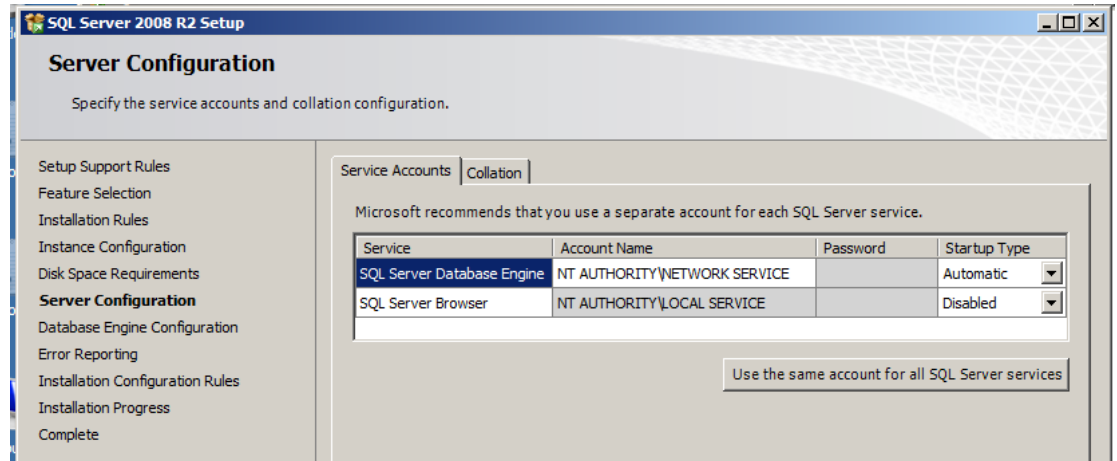 SQL Server 2008 R2 Setup
Server Configuration
Specify the service accounts and collation configuration.
Setup Support Rules
Feature Selection
Installation Rules
Instance Configuration
Disk Space Requirements
Server Configuration
Database Engine Configuration
Error Reporting
Installation Configuration Rules
Installation Progress
Complete
Service Accounts Collation
Microsoft recommends that you use a separate account for each SQL Server service.
Service Account Name Password Startup Type
SQL Server Database Engine NT AUTHORITY\NETWORK SERVICE Automatic
SQL Server Browser NT AUTHORITY\LOCAL SERVICE Disabled
Use the same account for all SQL Server services